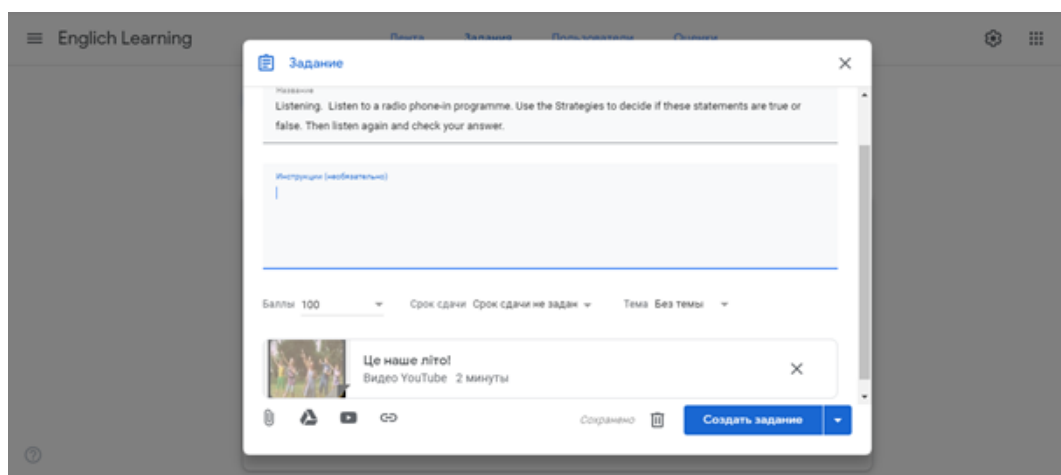 Englich Learning
Лента Задания Пользователи Оценки
Задание
Название
Listening. Listen to a radio phone-in programme. Use the Strategies to decide if these statements are true or
false. Then listen again and check your answer.
Инструкции (необязательно)
Баллы 100 Срок сдачи Срок сдачи не задан Тема Без темы
Це наше літо!
Видео YouTube 2 минуты
Сохранено Создать задание